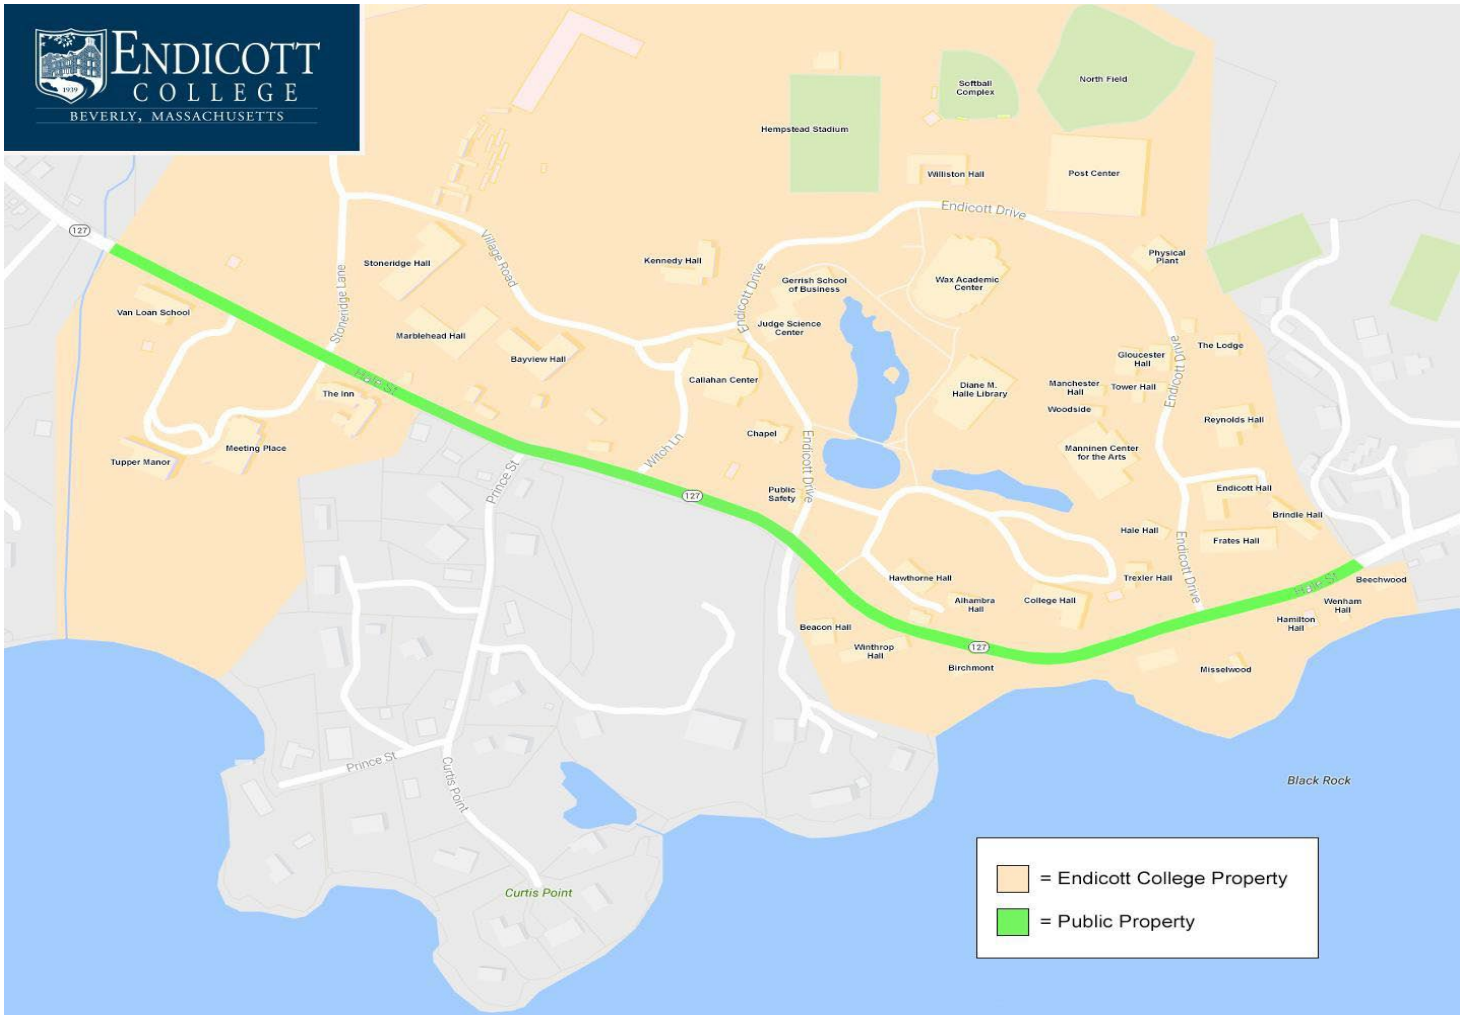 ENDICOTT
COLLEGE
1939
BEVERLY, MASSACHUSETTS
Softball
Complex
North Field
Hempstead Stadium
Williston Hall
Post Center
Endicott Drive
127
Stoneridge Hall
Village Road
Kennedy Hall
Physical
Plant
Gerrish School
of Business
Wax Academic
Center
Endicott Drive
Stoneridge Lane
Van Loan School
Marblehead Hall
Judge Science
Center
Bayview Hall
The Lodge
Gloucester
Hall
Endicott Drive
Hale St
Callahan Center
The Inn
Diane M.
Halle Library
Manchester
Hall
Tower Hall
Woodside
Reynolds Hall
Chapel
Meeting Place
Tupper Manor
Witch Ln
Endicott Drive
Manninen Center
for the Arts
Prince St
127
Public
Safety
Endicott Hall
Brindle Hall
Hale Hall
Frates Hall
Endicott Drive
Hawthorne Hall
Trexler Hall
Hale St
Beechwood
Alhambra
Hall
College Hall
Wenham
Hall
Hamilton
Hall
Beacon Hall
Winthrop
Hall
127
Birchmont
Misselwood
Prince St
Curtis Point
Black Rock
Curtis Point
= Endicott College Property
= Public Property